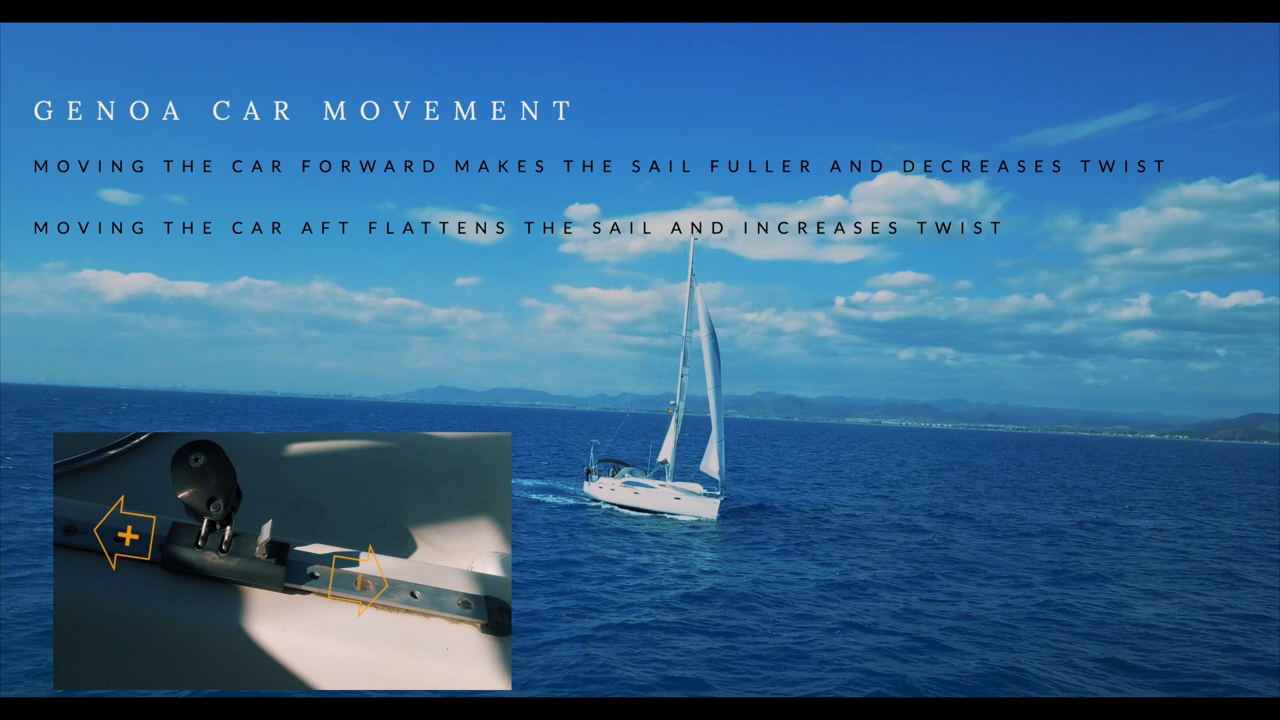 GENOA CAR MOVEMENT
MOVING THE CAR FORWARD MAKES THE SAIL FULLER AND DECREASES TWIST
MOVING THE CAR AFT FLATTENS THE SAIL AND INCREASES TWIST
+